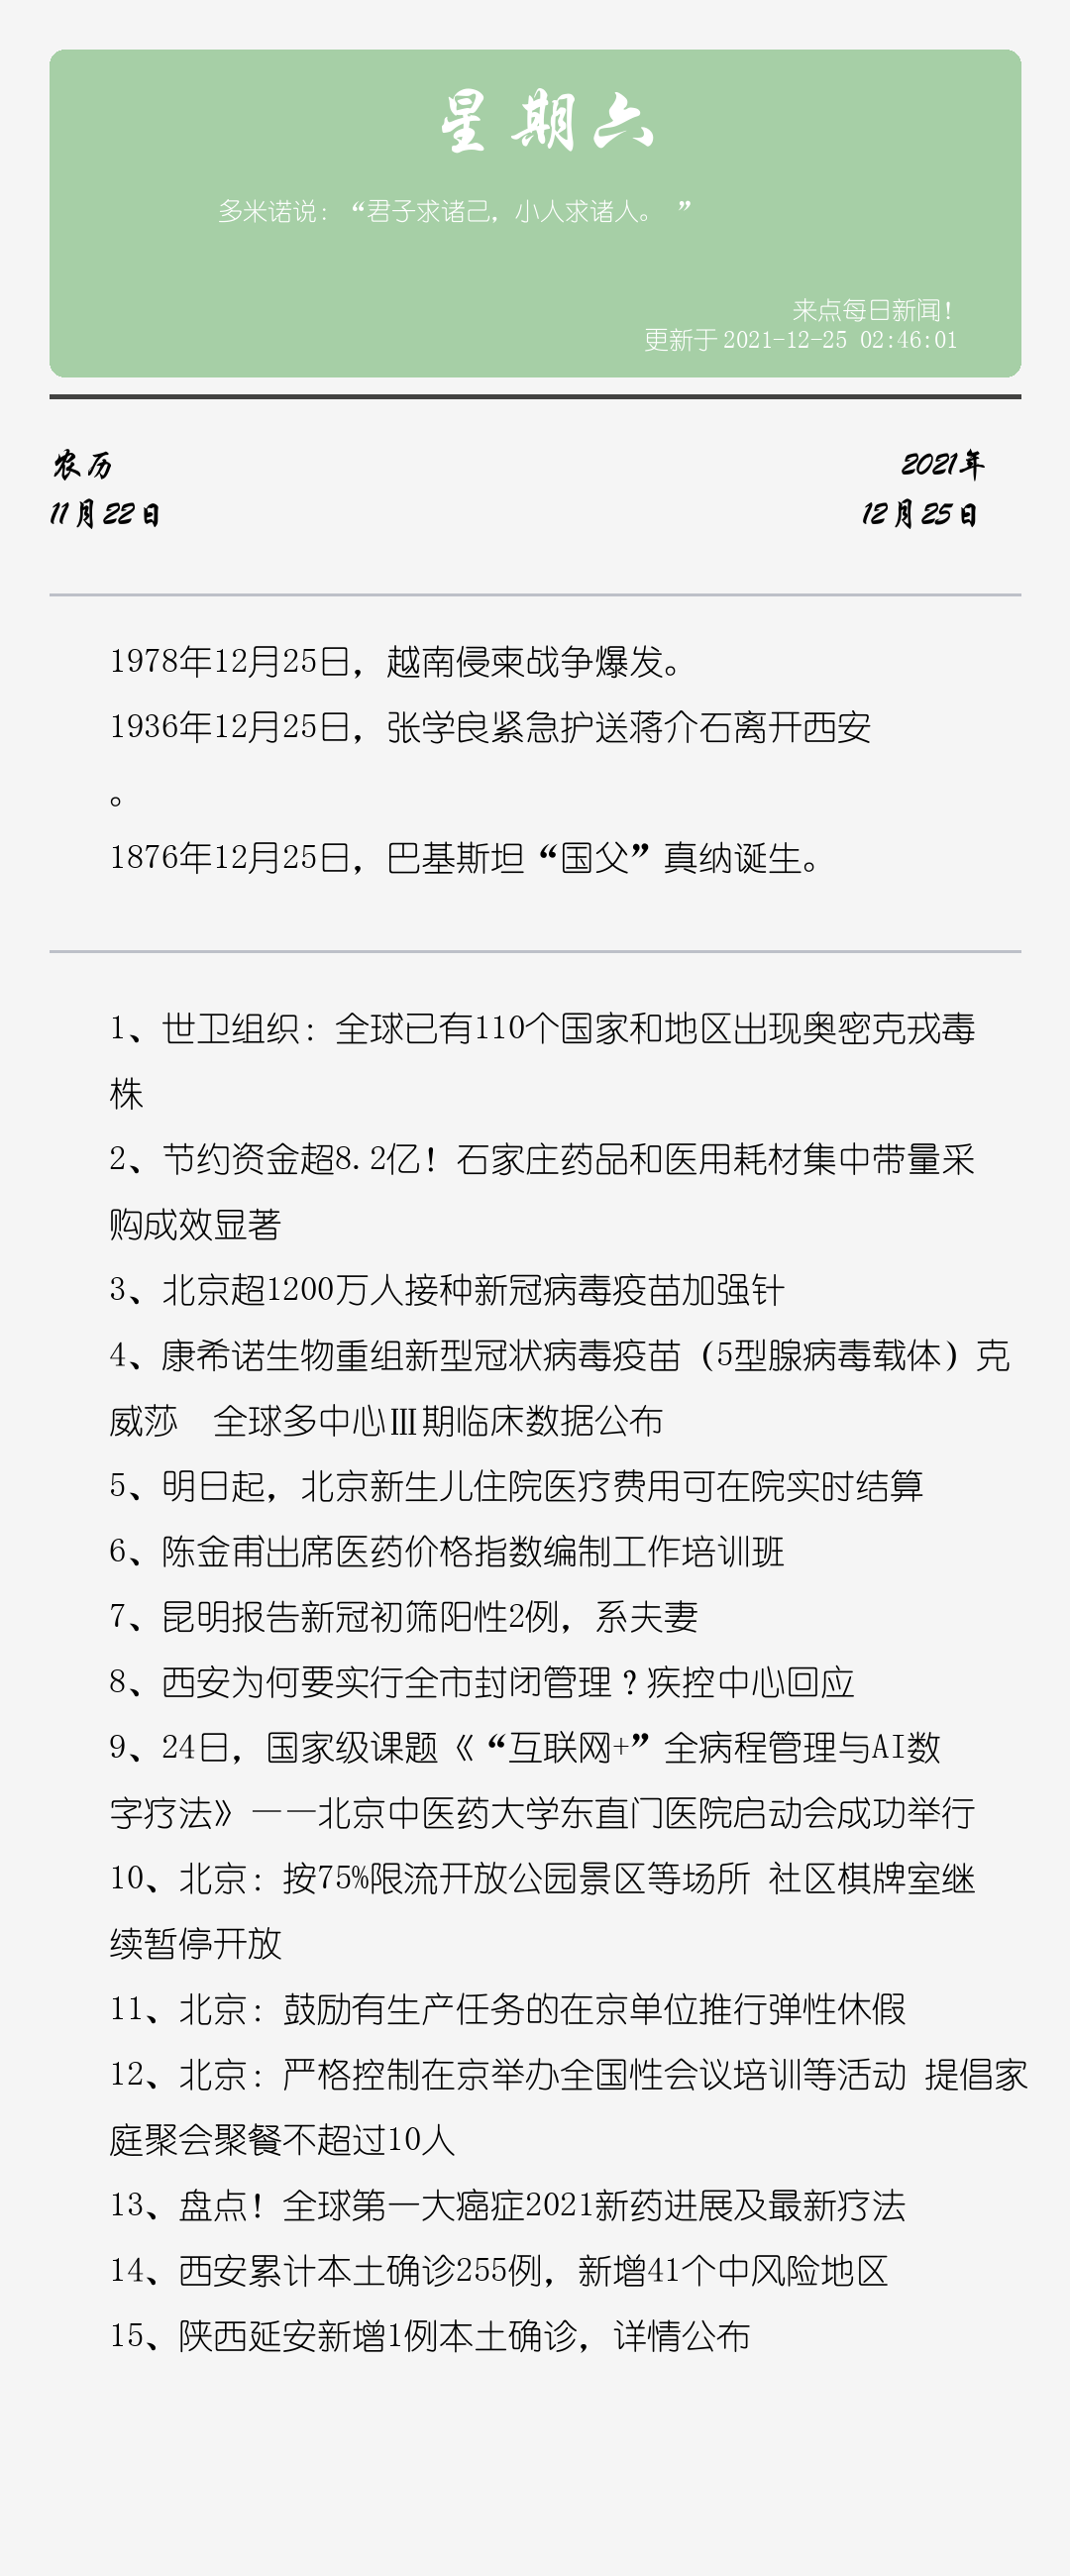 星期六
多米诺说：“君子求诸己，小人求诸人。 ”
来点每日新闻！
更新于 2021-12-25 02:46:01
农历
2021年
11月22日
12月25日
1978年12月25日，越南侵柬战争爆发。
1936年12月25日，张学良紧急护送蒋介石离开西安
。
1876年12月25日，巴基斯坦“国父”真纳诞生。
1、世卫组织：全球已有110个国家和地区出现奥密克戎毒
株
2、节约资金超8.2亿！石家庄药品和医用耗材集中带量采
购成效显著
3、北京超1200万人接种新冠病毒疫苗加强针
4、康希诺生物重组新型冠状病毒疫苗（5型腺病毒载体）克
威莎　全球多中心Ⅲ期临床数据公布
5、明日起，北京新生儿住院医疗费用可在院实时结算
6、陈金甫出席医药价格指数编制工作培训班
7、昆明报告新冠初筛阳性2例，系夫妻
8、西安为何要实行全市封闭管理？疾控中心回应
9、24日，国家级课题《“互联网+”全病程管理与AI数
字疗法》——北京中医药大学东直门医院启动会成功举行
10、北京：按75%限流开放公园景区等场所 社区棋牌室继
续暂停开放
11、北京：鼓励有生产任务的在京单位推行弹性休假
12、北京：严格控制在京举办全国性会议培训等活动 提倡家
庭聚会聚餐不超过10人
13、盘点！全球第一大癌症2021新药进展及最新疗法
14、西安累计本土确诊255例，新增41个中风险地区
15、陕西延安新增1例本土确诊，详情公布